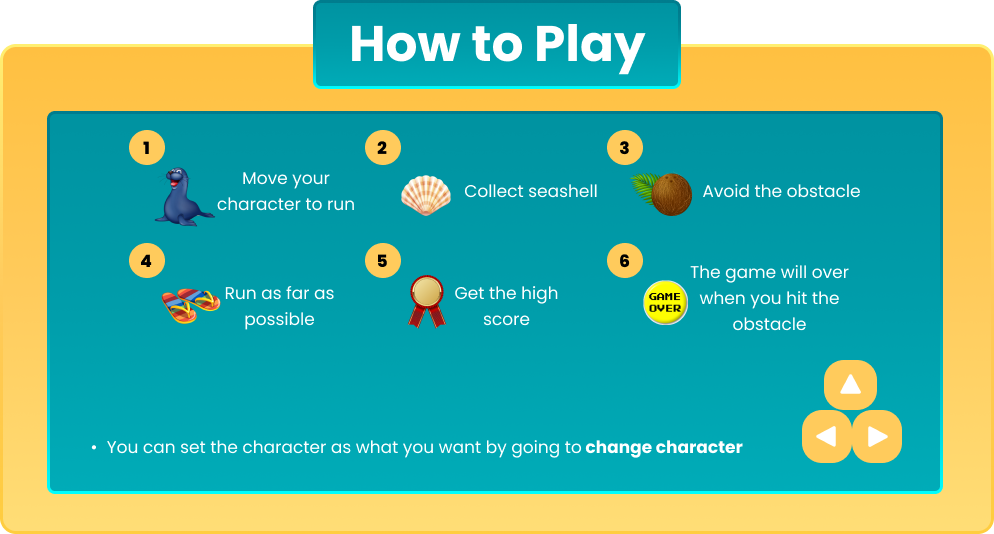 How to Play
1
Move your
character to run
2
Collect seashell
3
Avoid the obstacle
4
Run as far as
possible
5
Get the high
score
6
GAME
OVER
The game will over
when you hit the
obstacle
• You can set the character as what you want by going to change character